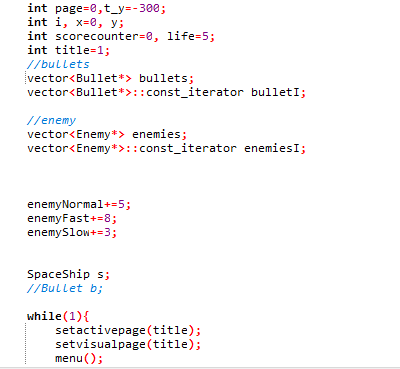 int page=0,t_y=-300;
int i, x=0, y;
int scorecounter=0, life=5;
int title=1;
//bullets
vector<Bullet*> bullets;
vector<Bullet*>::const_iterator bulletI;
//enemy
vector<Enemy*> enemies;
vector<Enemy*>::const_iterator enemiesI;
enemyNormal+=5;
enemyFast+=8;
enemySlow+=3;
SpaceShip s;
//Bullet b;
while(1){
setactivepage(title);
setvisualpage(title);
menu();